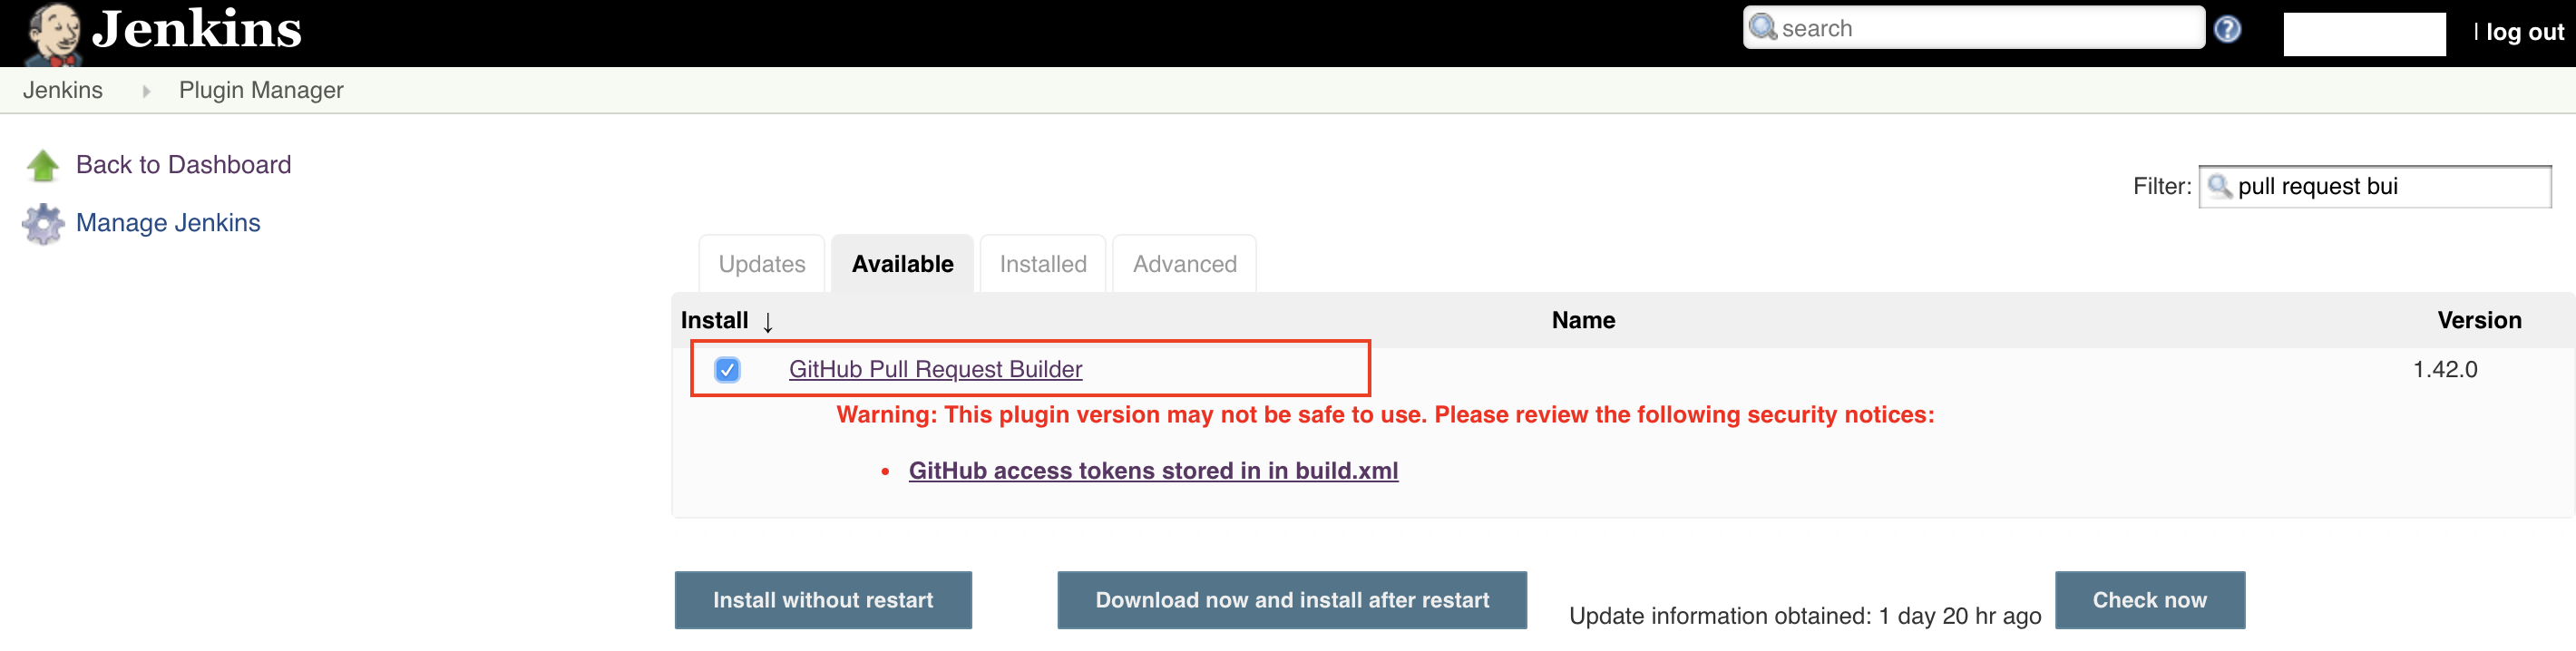 Jenkins
search
? | log out
Jenkins Plugin Manager
Back to Dashboard
Filter: pull request bui
Manage Jenkins
Updates Available Installed Advanced
Install ↓ Name Version
GitHub Pull Request Builder 1.42.0
Warning: This plugin version may not be safe to use. Please review the following security notices:
• GitHub access tokens stored in in build.xml
Install without restart Download now and install after restart Update information obtained: 1 day 20 hr ago Check now